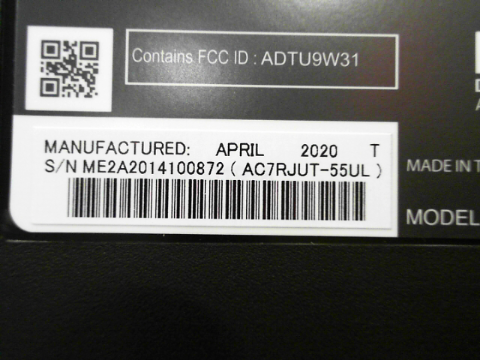 Contains FCC ID : ADTU9W31
MANUFACTURED: APRIL 2020 T
S/N ME2A2014100872 ( AC7RJUT-55UL )
MADE IN T
MODEL